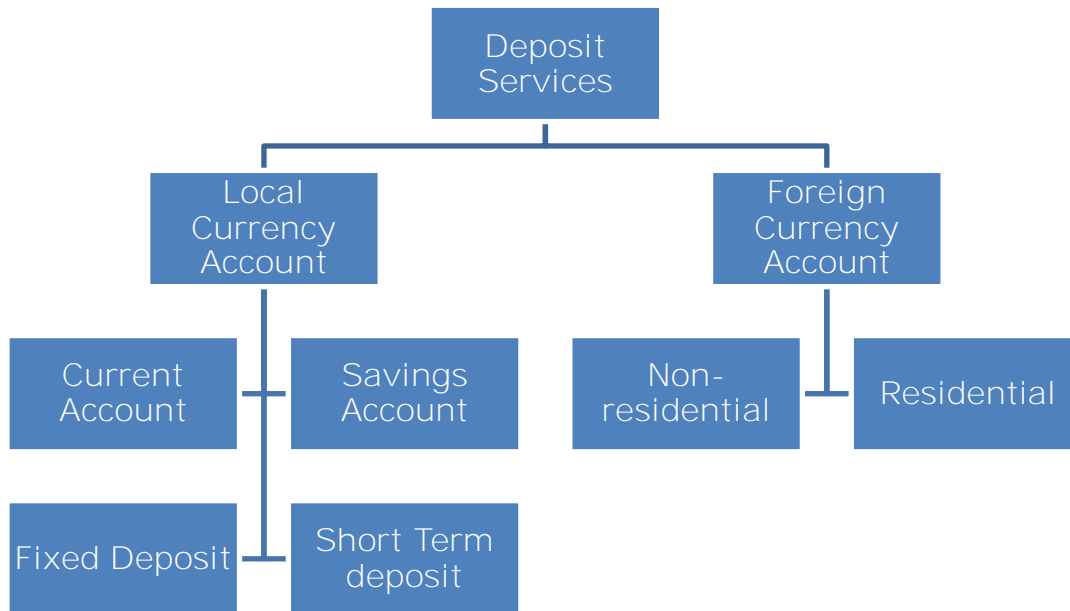 Deposit
Services
Local
Currency
Account
Foreign
Currency
Account
Current
Account
Savings
Account
Non-
residential
Residential
Fixed Deposit
Short Term
deposit